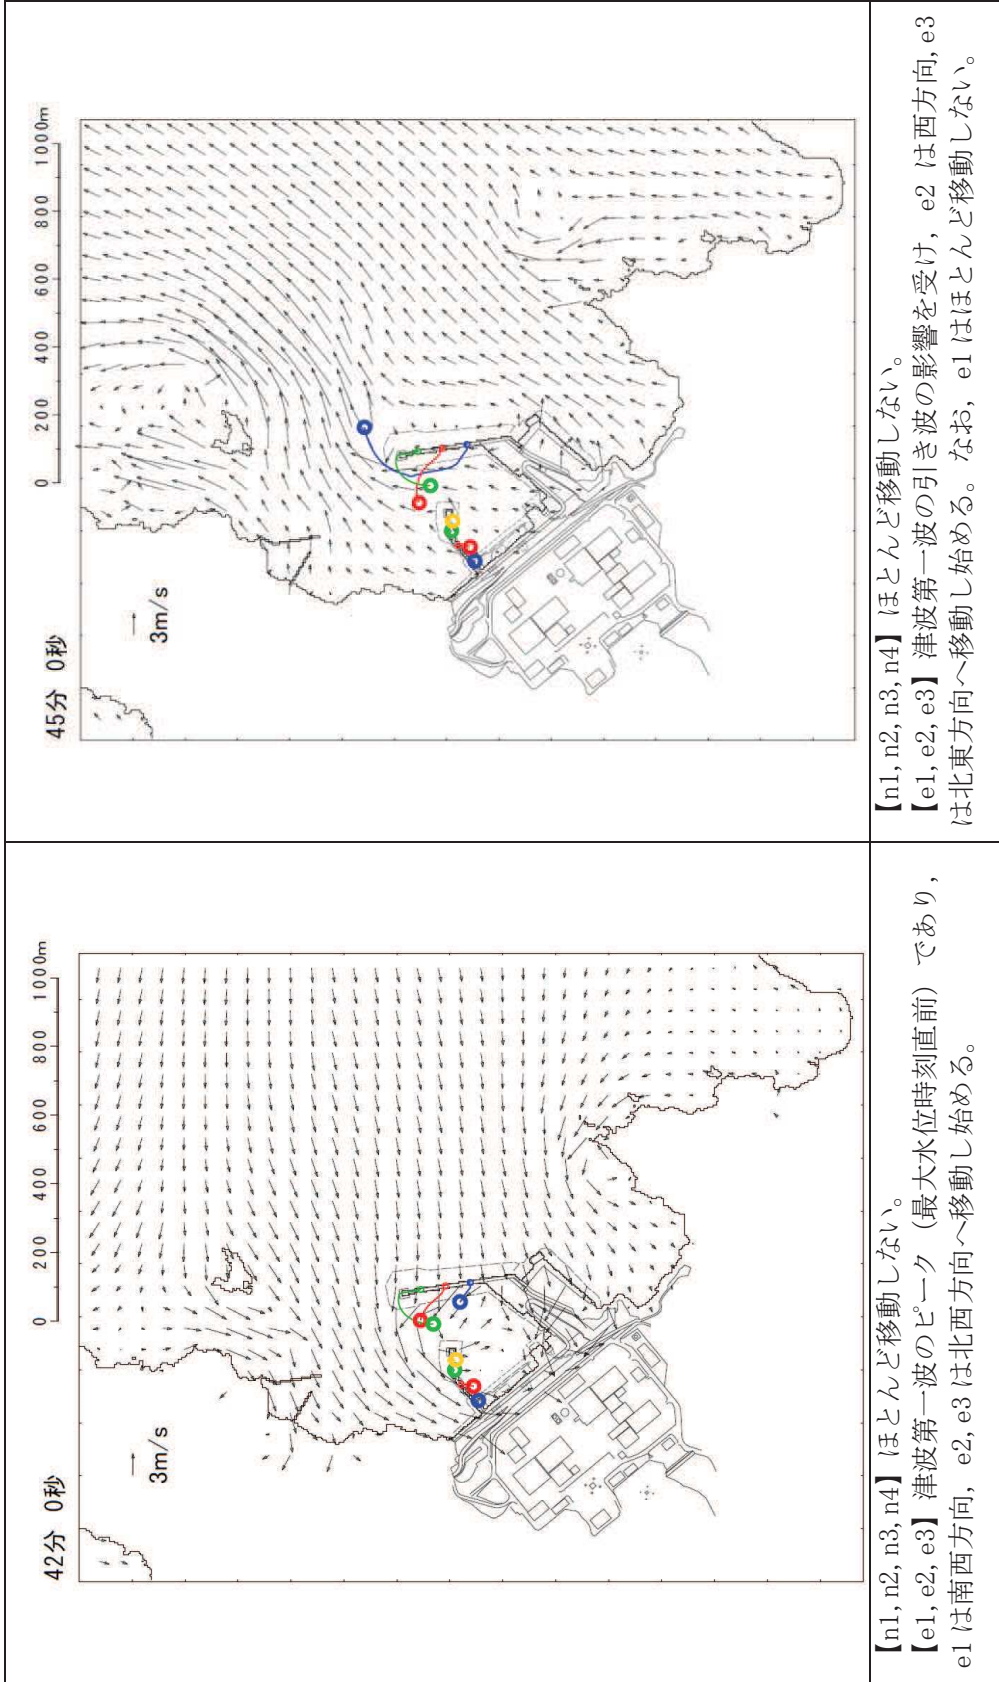 42分 0秒
3m/s
0 200 400 600 800 1000m
【n1,n2,n3,n4】ほとんど移動しない。
【e1,e2,e3】津波第一波のピーク（最大水位時刻直前）であり，
e1は南西方向，e2,e3は北西方向へ移動し始める。
45分 0秒
3m/s
0 200 400 600 800 1000m
【n1,n2,n3,n4】ほとんど移動しない。
【e1,e2,e3】津波第一波の引き波の影響を受け，e2 は西方向,e3
は北東方向へ移動し始める。なお，e1はほとんど移動しない。